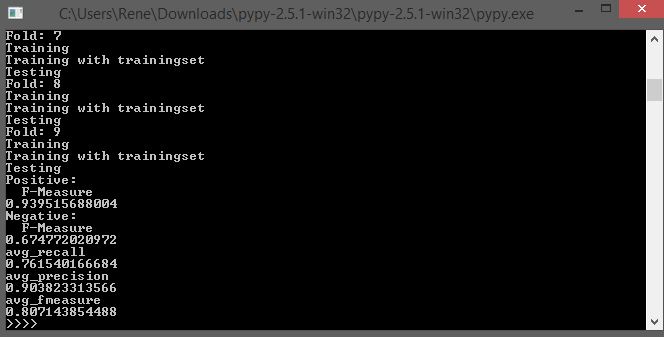 C:\Users\Rene\Downloads\pypy-2.5.1-win32\pypy-2.5.1-win32\pypy.exe
Fold: 7
Training
Training with trainingset
Testing
Fold: 8
Training
Training with trainingset
Testing
Fold: 9
Training
Training with trainingset
Testing
Positive:
  F-Measure
0.939515688004
Negative:
  F-Measure
0.674772020972
avg_recall
0.761540166684
avg_precision
0.903823313566
avg_fmeasure
0.807143854488
>>>>